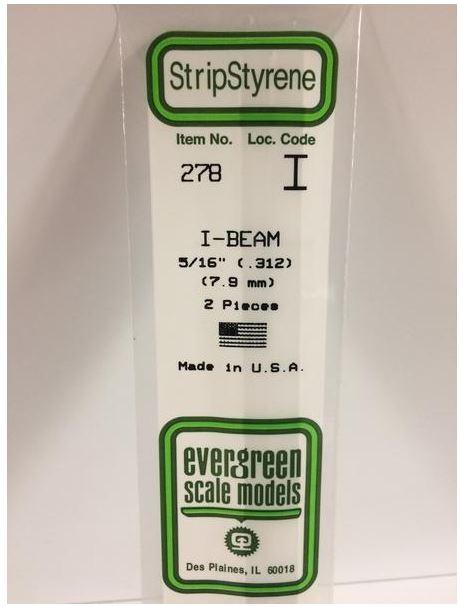 StripStyrene
Item No. Loc. Code
278 I
I-BEAM
5/16" (.312)
(7.9 mm)
2 Pieces
Made in U.S.A.
evergreen
scale models
Des Plaines, IL 60018